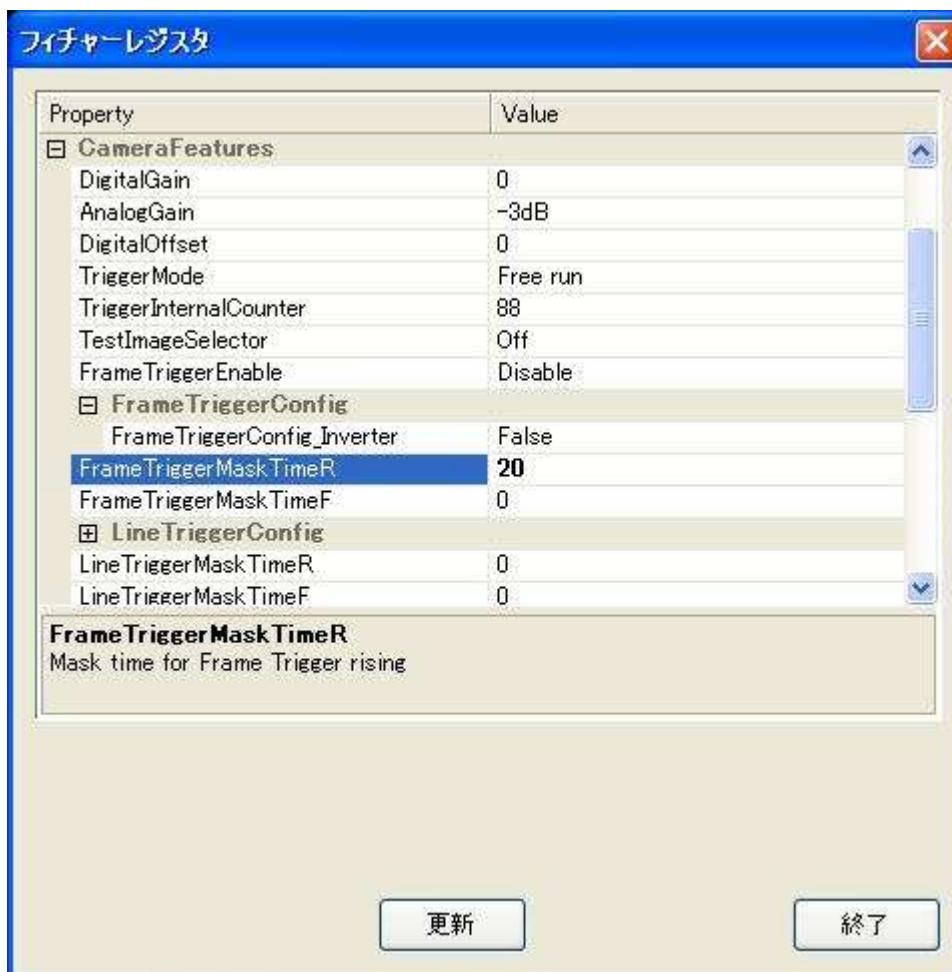 フィチャーレジスタ
Property Value
CameraFeatures
DigitalGain 0
AnalogGain -3dB
DigitalOffset 0
TriggerMode Free run
TriggerInternalCounter 88
TestImageSelector Off
FrameTriggerEnable Disable
FrameTriggerConfig
FrameTriggerConfig_Inverter False
FrameTriggerMaskTimeR 20
FrameTriggerMaskTimeF 0
LineTriggerConfig
LineTriggerMaskTimeR 0
LineTriggerMaskTimeF 0
FrameTriggerMaskTimeR
Mask time for Frame Trigger rising
更新 終了